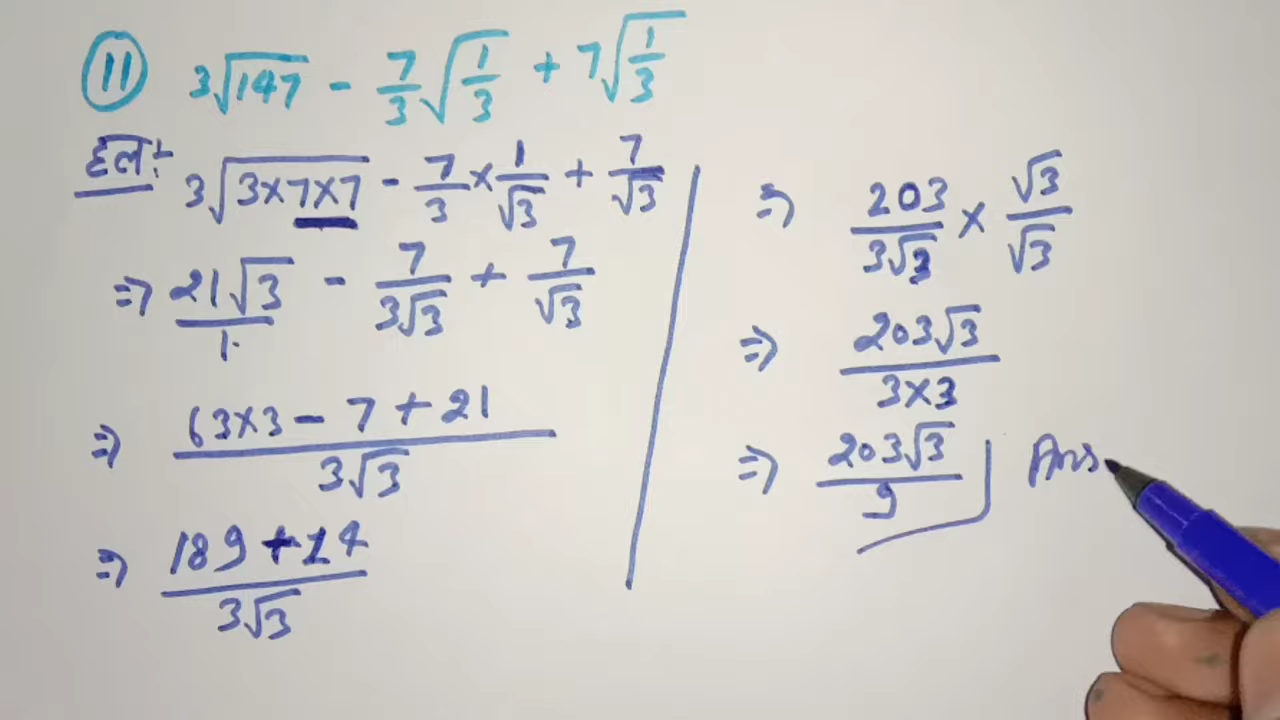 11 3√147 - 7/3 √1/3 + 7√1/3
हल:- 3√3×7×7 - 7/3 × 1/√3 + 7/√3
⇒ 21√3/1 - 7/3√3 + 7/√3
⇒ 63×3 - 7 + 21/3√3
⇒ 189 + 14/3√3
⇒ 203/3√3 × √3/√3
⇒ 203√3/3×3
⇒ 203√3/9 Ans